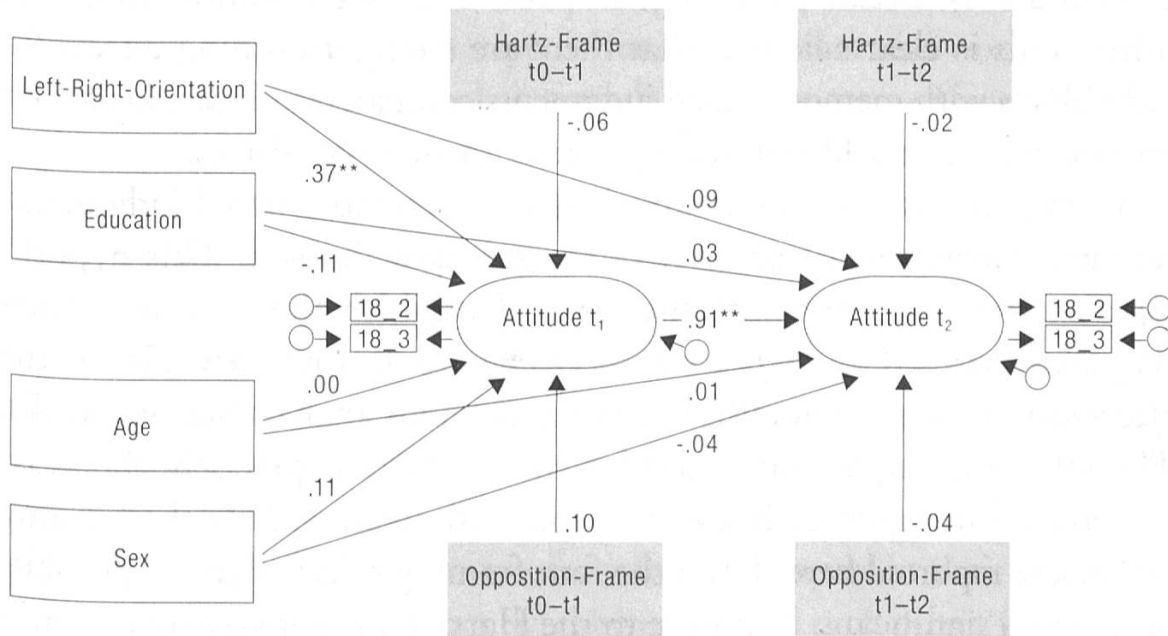 Hartz-Frame
t0–t1
Hartz-Frame
t1–t2
Left-Right-Orientation
-.06
-.02
.37**
.09
Education
.03
-.11
18_2
18_3
Attitude t₁
.91**
Attitude t₂
18_2
18_3
.00
.01
Age
-.04
.11
Sex
.10
-.04
Opposition-Frame
t0–t1
Opposition-Frame
t1–t2